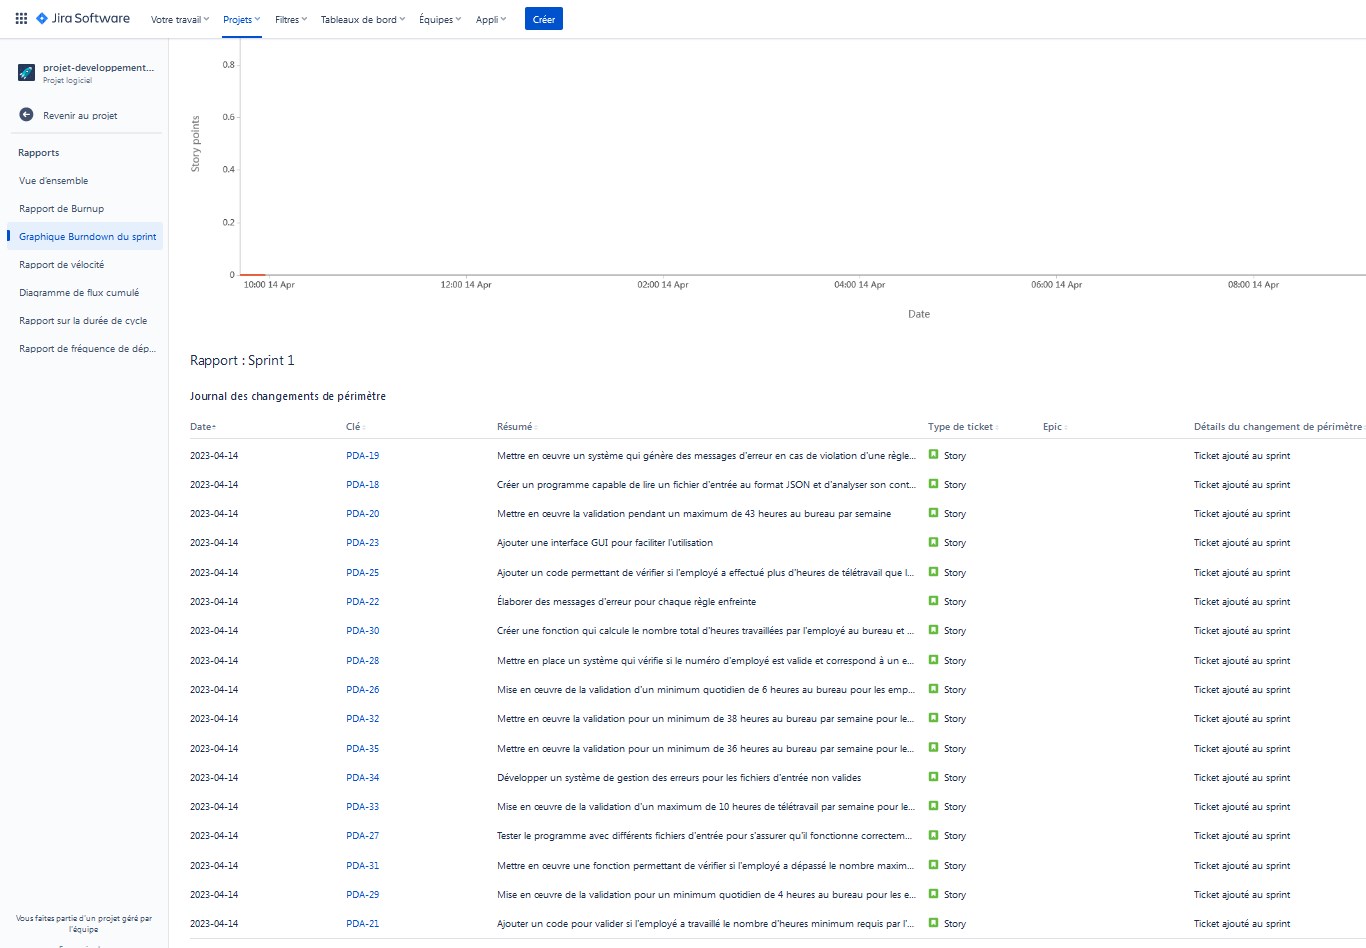 Jira Software Votre travail Projets Filtres Tableaux de bord Équipes Appli Créer
projet-developpement...
Projet logiciel
Revenir au projet
Rapports
Vue d'ensemble
Rapport de Burnup
Graphique Burndown du sprint
Rapport de vélocité
Diagramme de flux cumulé
Rapport sur la durée de cycle
Rapport de fréquence de dép...
Vous faites partie d'un projet géré par
l'équipe
Story points
0.8
0.6
0.4
0.2
0
10:00 14 Apr 12:00 14 Apr 02:00 14 Apr 04:00 14 Apr 06:00 14 Apr 08:00 14 Apr
Date
Rapport : Sprint 1
Journal des changements de périmètre
Date Clé Résumé Type de ticket Epic Détails du changement de périmètre
2023-04-14 PDA-19 Mettre en œuvre un système qui génère des messages d'erreur en cas de violation d'une règle... Story Ticket ajouté au sprint
2023-04-14 PDA-18 Créer un programme capable de lire un fichier d'entrée au format JSON et d'analyser son cont... Story Ticket ajouté au sprint
2023-04-14 PDA-20 Mettre en œuvre la validation pendant un maximum de 43 heures au bureau par semaine Story Ticket ajouté au sprint
2023-04-14 PDA-23 Ajouter une interface GUI pour faciliter l'utilisation Story Ticket ajouté au sprint
2023-04-14 PDA-25 Ajouter un code permettant de vérifier si l'employé a effectué plus d'heures de télétravail que l... Story Ticket ajouté au sprint
2023-04-14 PDA-22 Élaborer des messages d'erreur pour chaque règle enfreinte Story Ticket ajouté au sprint
2023-04-14 PDA-30 Créer une fonction qui calcule le nombre total d'heures travaillées par l'employé au bureau et ... Story Ticket ajouté au sprint
2023-04-14 PDA-28 Mettre en place un système qui vérifie si le numéro d'employé est valide et correspond à un e... Story Ticket ajouté au sprint
2023-04-14 PDA-26 Mise en œuvre de la validation d'un minimum quotidien de 6 heures au bureau pour les emp... Story Ticket ajouté au sprint
2023-04-14 PDA-32 Mettre en œuvre la validation pour un minimum de 38 heures au bureau par semaine pour le... Story Ticket ajouté au sprint
2023-04-14 PDA-35 Mettre en œuvre la validation pour un minimum de 36 heures au bureau par semaine pour le... Story Ticket ajouté au sprint
2023-04-14 PDA-34 Développer un système de gestion des erreurs pour les fichiers d'entrée non valides Story Ticket ajouté au sprint
2023-04-14 PDA-33 Mise en œuvre de la validation d'un maximum de 10 heures de télétravail par semaine pour le... Story Ticket ajouté au sprint
2023-04-14 PDA-27 Tester le programme avec différents fichiers d'entrée pour s'assurer qu'il fonctionne correctem... Story Ticket ajouté au sprint
2023-04-14 PDA-31 Mettre en œuvre une fonction permettant de vérifier si l'employé a dépassé le nombre maxim... Story Ticket ajouté au sprint
2023-04-14 PDA-29 Mise en œuvre de la validation pour un minimum quotidien de 4 heures au bureau pour les e... Story Ticket ajouté au sprint
2023-04-14 PDA-21 Ajouter un code pour valider si l'employé a travaillé le nombre d'heures minimum requis par l'... Story Ticket ajouté au sprint